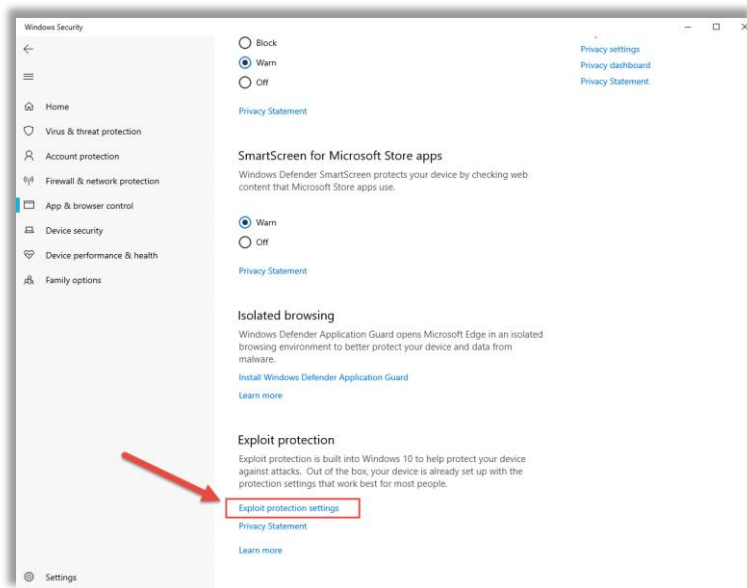 Windows Security
Home
Virus & threat protection
Account protection
Firewall & network protection
App & browser control
Device security
Device performance & health
Family options
Settings
Block
Warn
Off
Privacy Statement
SmartScreen for Microsoft Store apps
Windows Defender SmartScreen protects your device by checking web
content that Microsoft Store apps use.
Warn
Off
Privacy Statement
Isolated browsing
Windows Defender Application Guard opens Microsoft Edge in an isolated
browsing environment to better protect your device and data from
malware.
Install Windows Defender Application Guard
Learn more
Exploit protection
Exploit protection is built into Windows 10 to help protect your device
against attacks.  Out of the box, your device is already set up with the
protection settings that work best for most people.
Exploit protection settings
Privacy Statement
Learn more
Privacy settings
Privacy dashboard
Privacy Statement